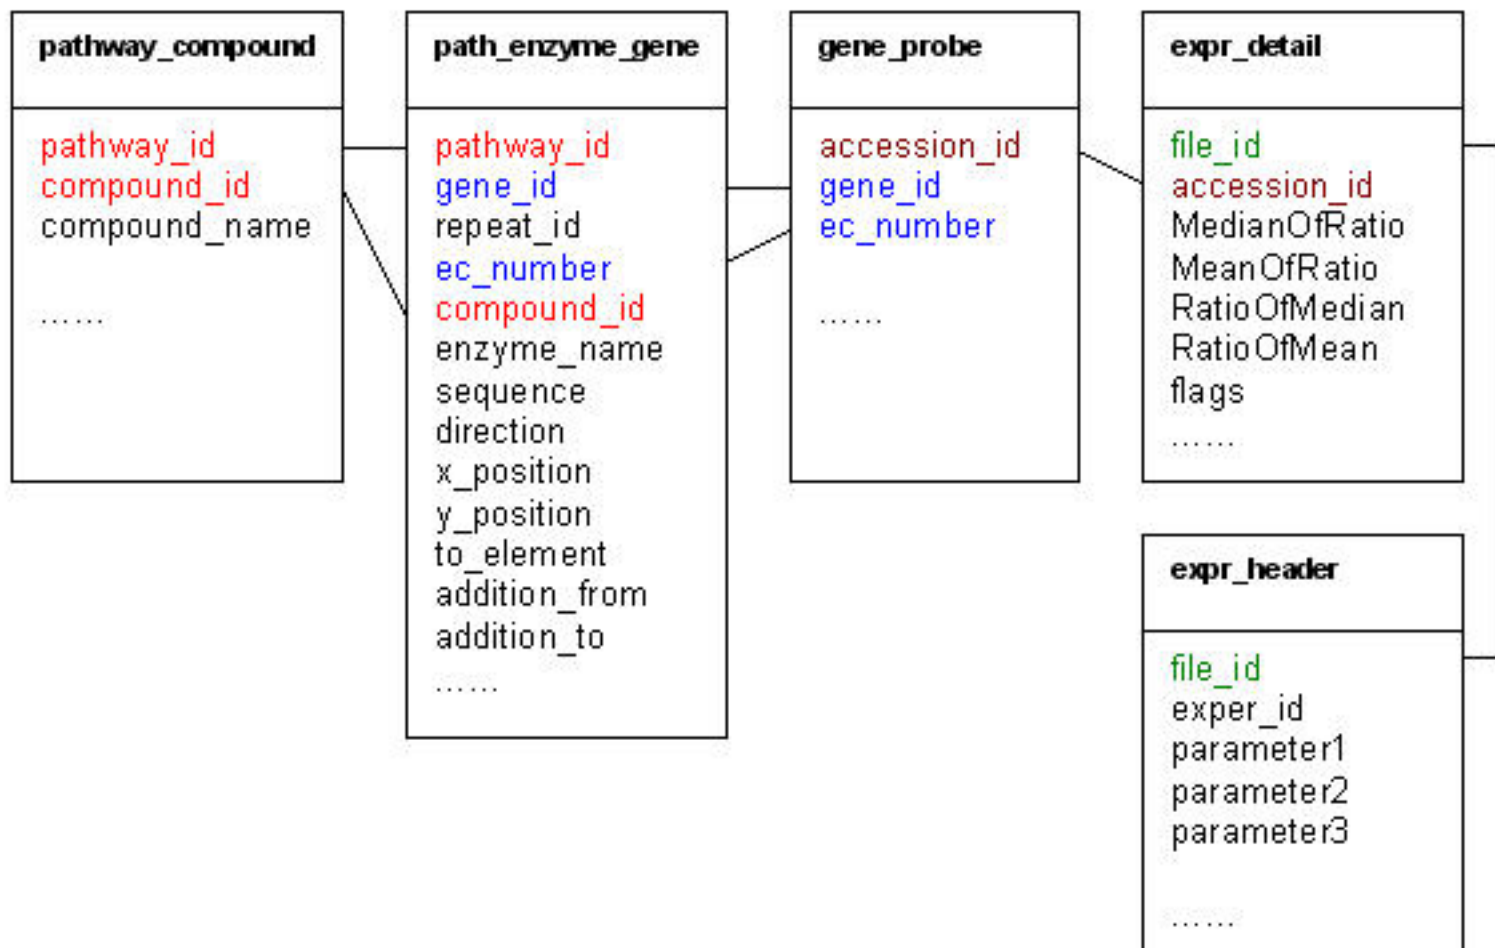 pathway_compound
pathway_id
compound_id
compound_name
......
path_enzyme_gene
pathway_id
gene_id
repeat_id
ec_number
compound_id
enzyme_name
sequence
direction
x_position
y_position
to_element
addition_from
addition_to
......
gene_probe
accession_id
gene_id
ec_number
......
expr_detail
file_id
accession_id
MedianOfRatio
MeanOfRatio
RatioOfMedian
RatioOfMean
flags
......
expr_header
file_id
exper_id
parameter1
parameter2
parameter3
......